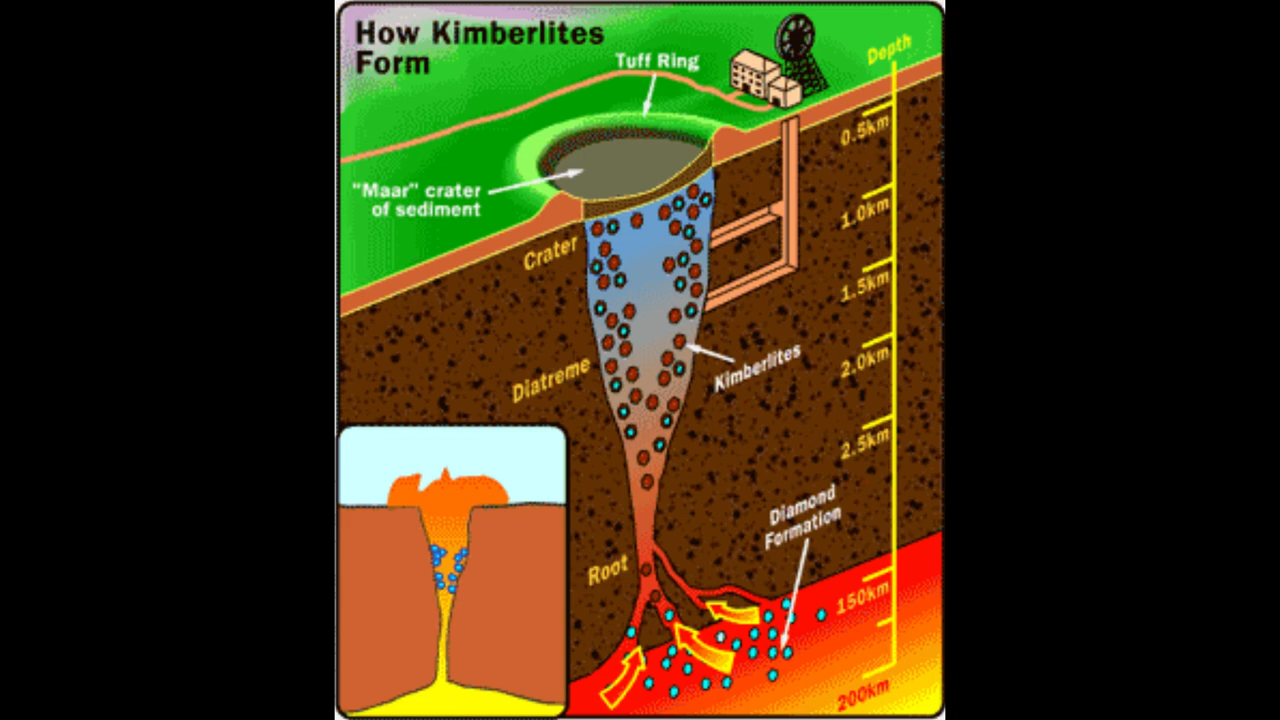 How Kimberlites
Form
Tuff Ring
Depth
0.5km
"Maar" crater
of sediment
1.0km
Crater
1.5km
Kimberlites
2.0km
Diatreme
2.5km
Diamond
Formation
Root
150km
200km